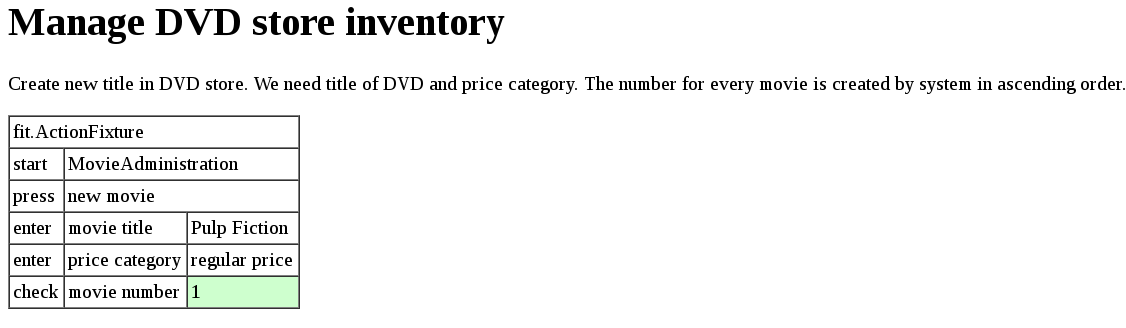 Manage DVD store inventory
Create new title in DVD store. We need title of DVD and price category. The number for every movie is created by system in ascending order.
fit.ActionFixture
start MovieAdministration
press new movie
enter movie title Pulp Fiction
enter price category regular price
check movie number 1